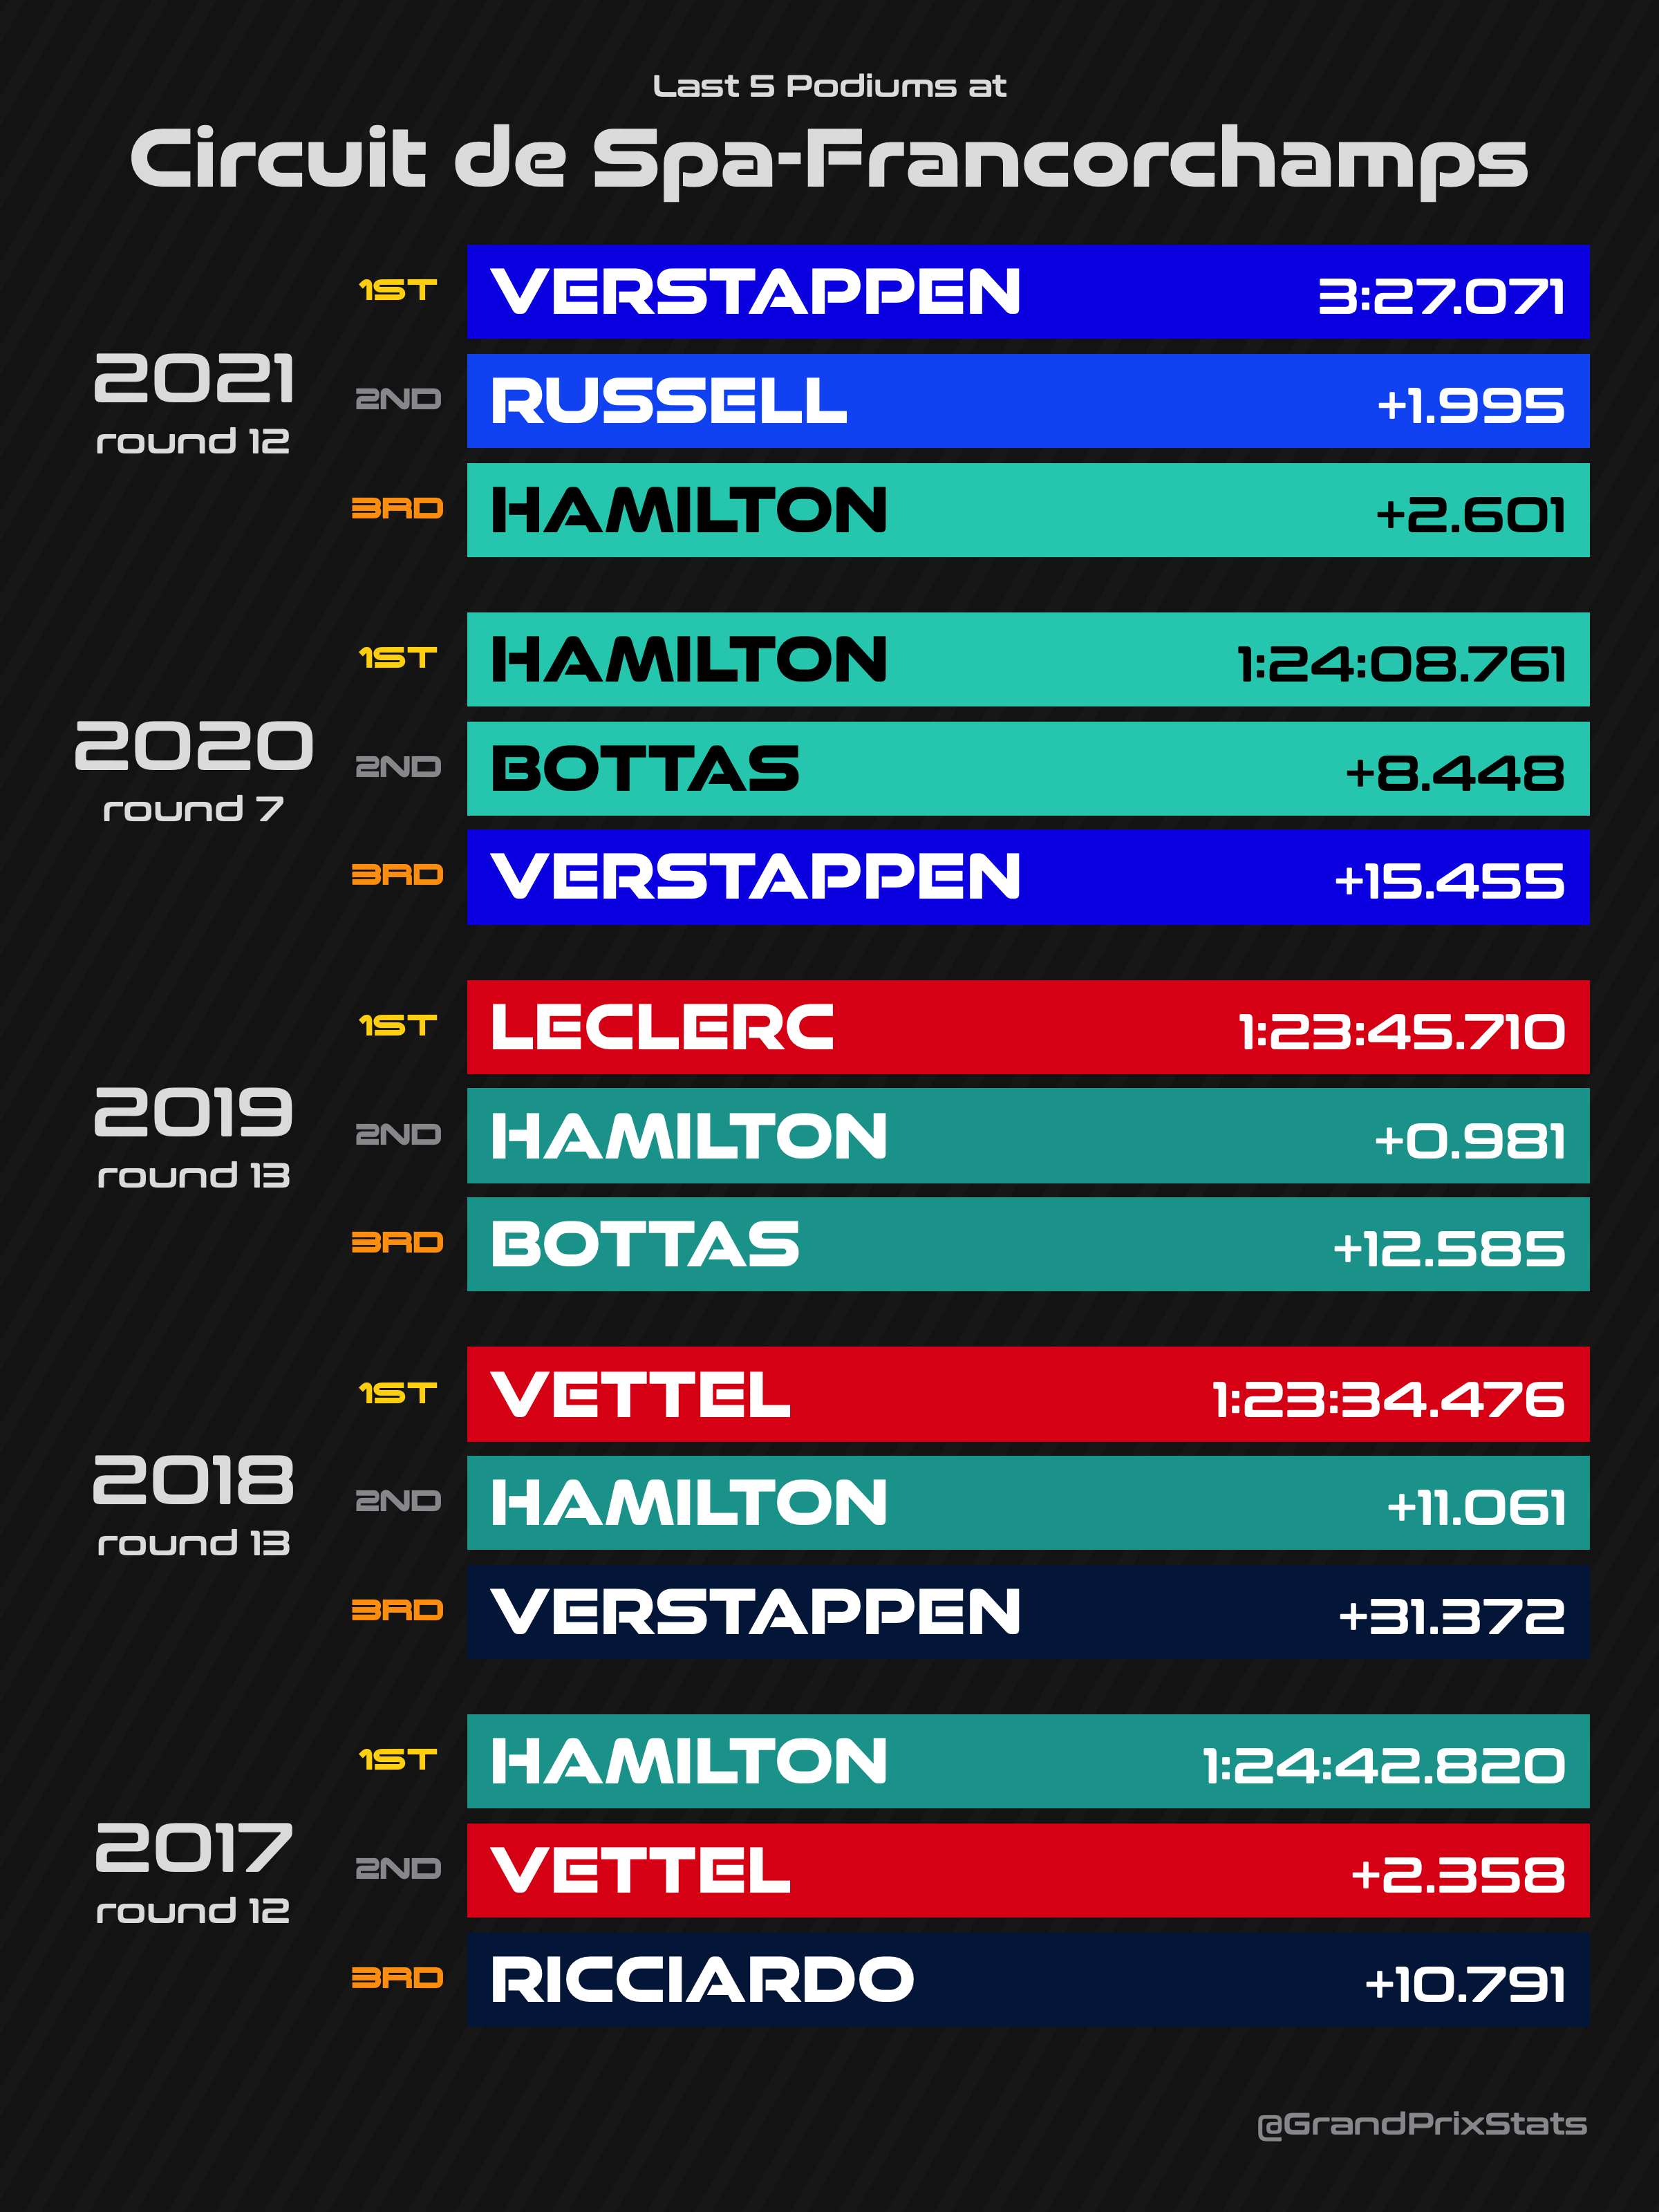 Last 5 Podiums at
Circuit de Spa-Francorchamps
2021
round 12
1ST VERSTAPPEN 3:27.071
2ND RUSSELL +1.995
3RD HAMILTON +2.601
2020
round 7
1ST HAMILTON 1:24:08.761
2ND BOTTAS +8.448
3RD VERSTAPPEN +15.455
2019
round 13
1ST LECLERC 1:23:45.710
2ND HAMILTON +0.981
3RD BOTTAS +12.585
2018
round 13
1ST VETTEL 1:23:34.476
2ND HAMILTON +11.061
3RD VERSTAPPEN +31.372
2017
round 12
1ST HAMILTON 1:24:42.820
2ND VETTEL +2.358
3RD RICCIARDO +10.791
@GrandPrixStats